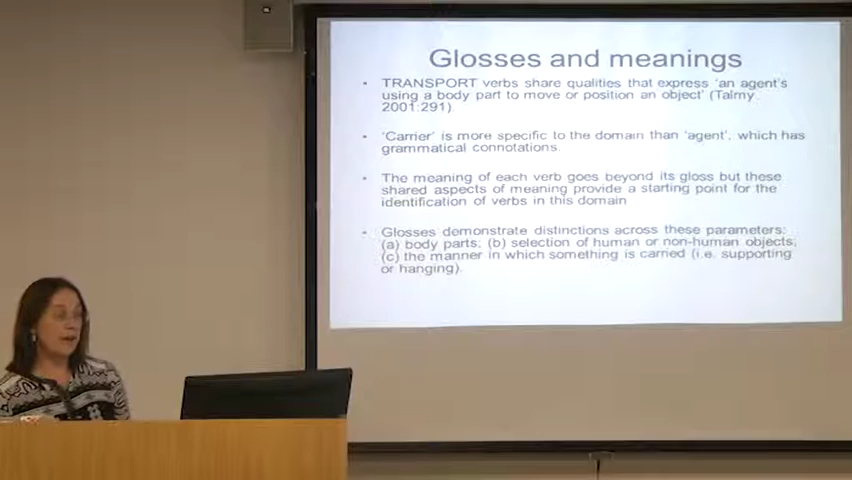 Glosses and meanings
• TRANSPORT verbs share qualities that express 'an agent's
using a body part to move or position an object' (Talmy
2001:291).
• 'Carrier' is more specific to the domain than 'agent', which has
grammatical connotations.
• The meaning of each verb goes beyond its gloss but these
shared aspects of meaning provide a starting point for the
identification of verbs in this domain
• Glosses demonstrate distinctions across these parameters:
(a) body parts; (b) selection of human or non-human objects;
(c) the manner in which something is carried (i.e. supporting
or hanging).